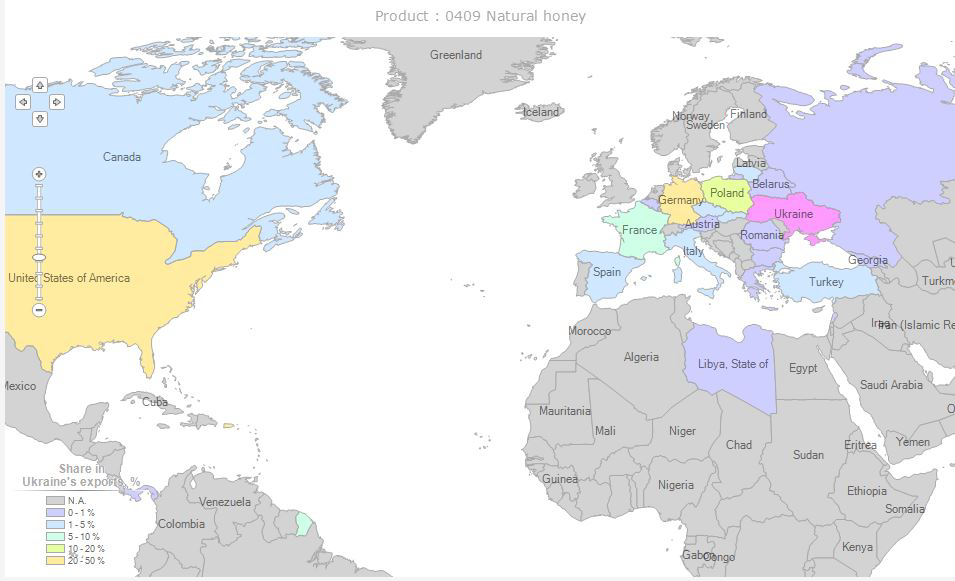 Product : 0409 Natural honey
Greenland
Iceland
Norway
Sweden
Finland
Canada
Latvia
Belarus
Germany
Poland
Ukraine
France
Austria
Romania
Italy
Georgia
Spain
Turkey
Turkm
United States of America
Morocco
Iraq
Iran (Islamic Re
Algeria
Libya, State of
Egypt
Mexico
Saudi Arabia
Cuba
Mauritania
Mali
Niger
Chad
Sudan
Eritrea
Yemen
Guinea
Nigeria
Ethiopia
Somalia
Venezuela
Colombia
Kenya
Gabon
Congo
Share in
Ukraine's exports, %
N.A.
0 - 1 %
1 - 5 %
5 - 10 %
10 - 20 %
20 - 50 %